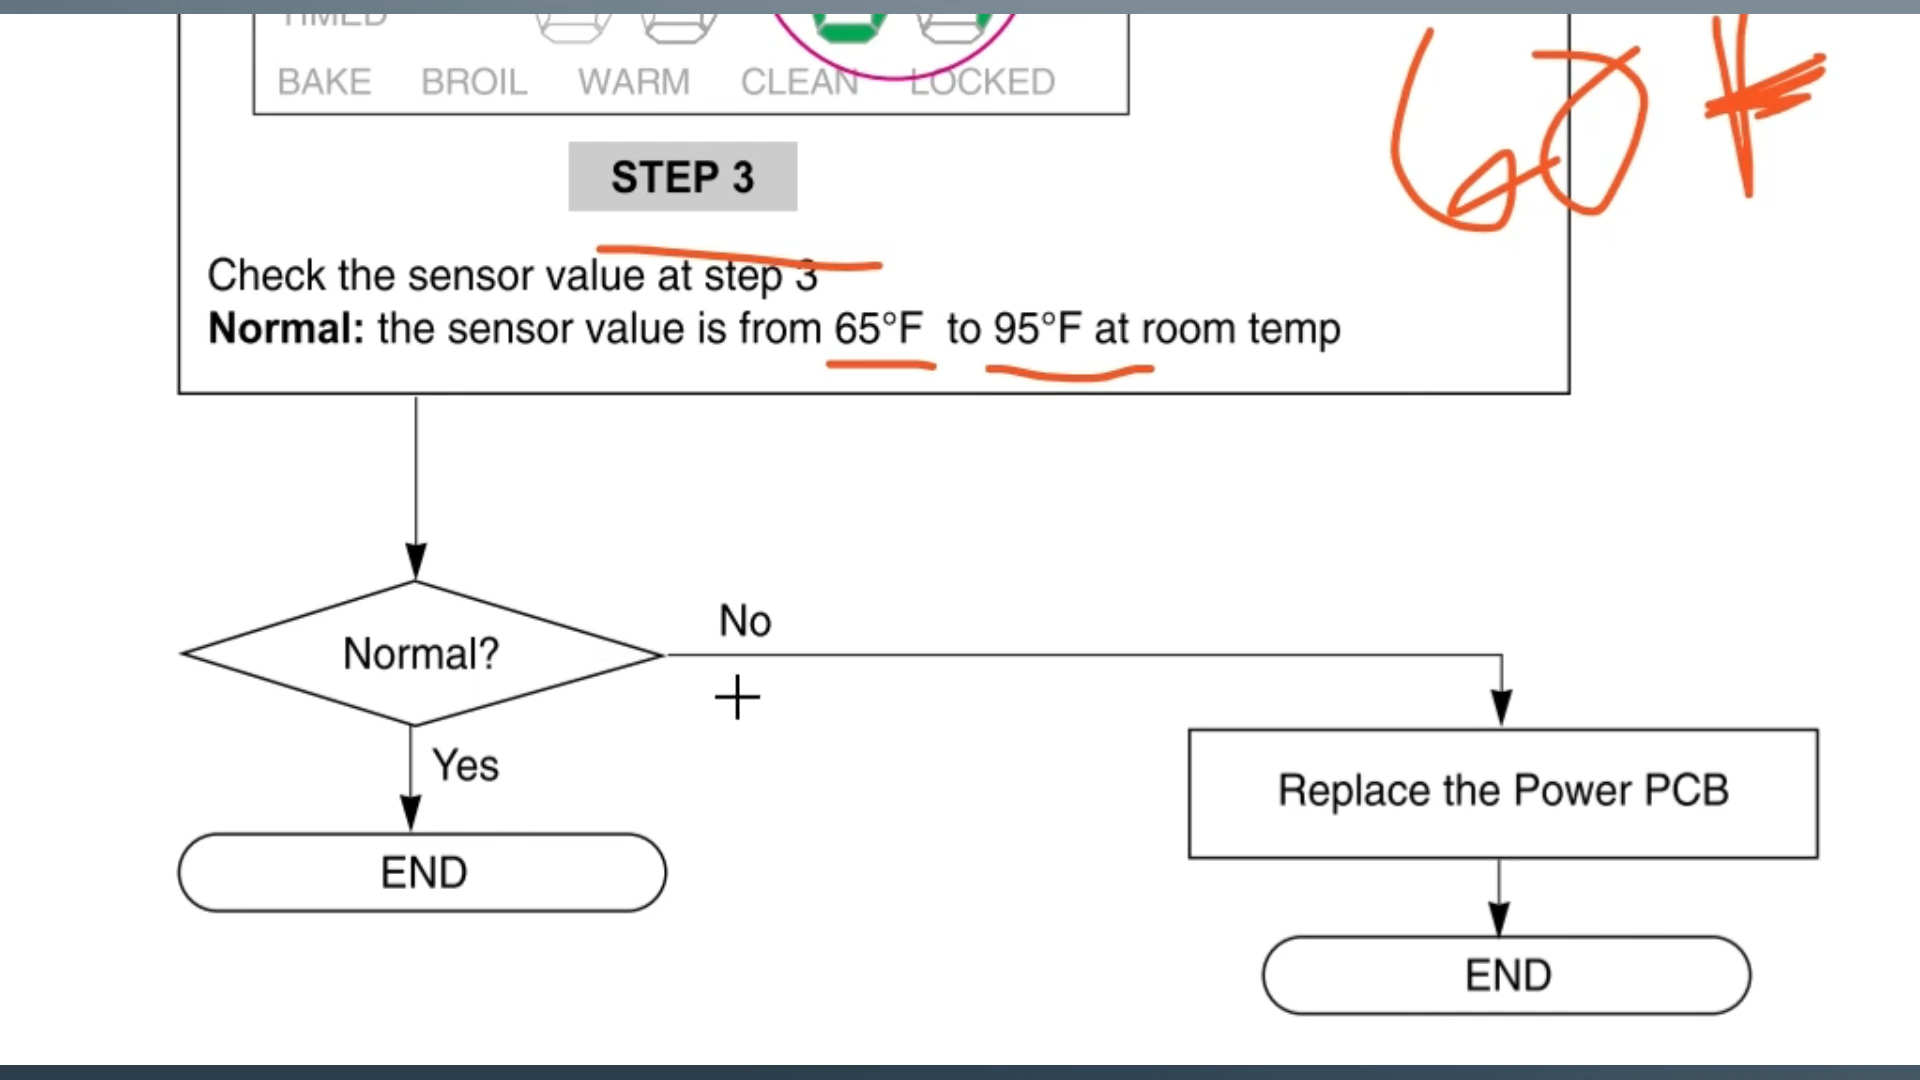 TIMED
BAKE BROIL WARM CLEAN LOCKED
STEP 3
Check the sensor value at step 3
Normal: the sensor value is from 65°F to 95°F at room temp
Normal?
No
Yes
Replace the Power PCB
END
END